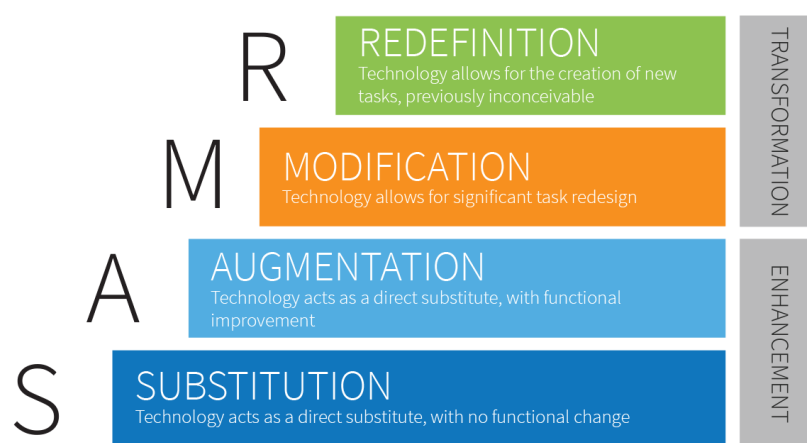 R
REDEFINITION
Technology allows for the creation of new
tasks, previously inconceivable
M
MODIFICATION
Technology allows for significant task redesign
TRANSFORMATION
A
AUGMENTATION
Technology acts as a direct substitute, with functional
improvement
S
SUBSTITUTION
Technology acts as a direct substitute, with no functional change
ENHANCEMENT